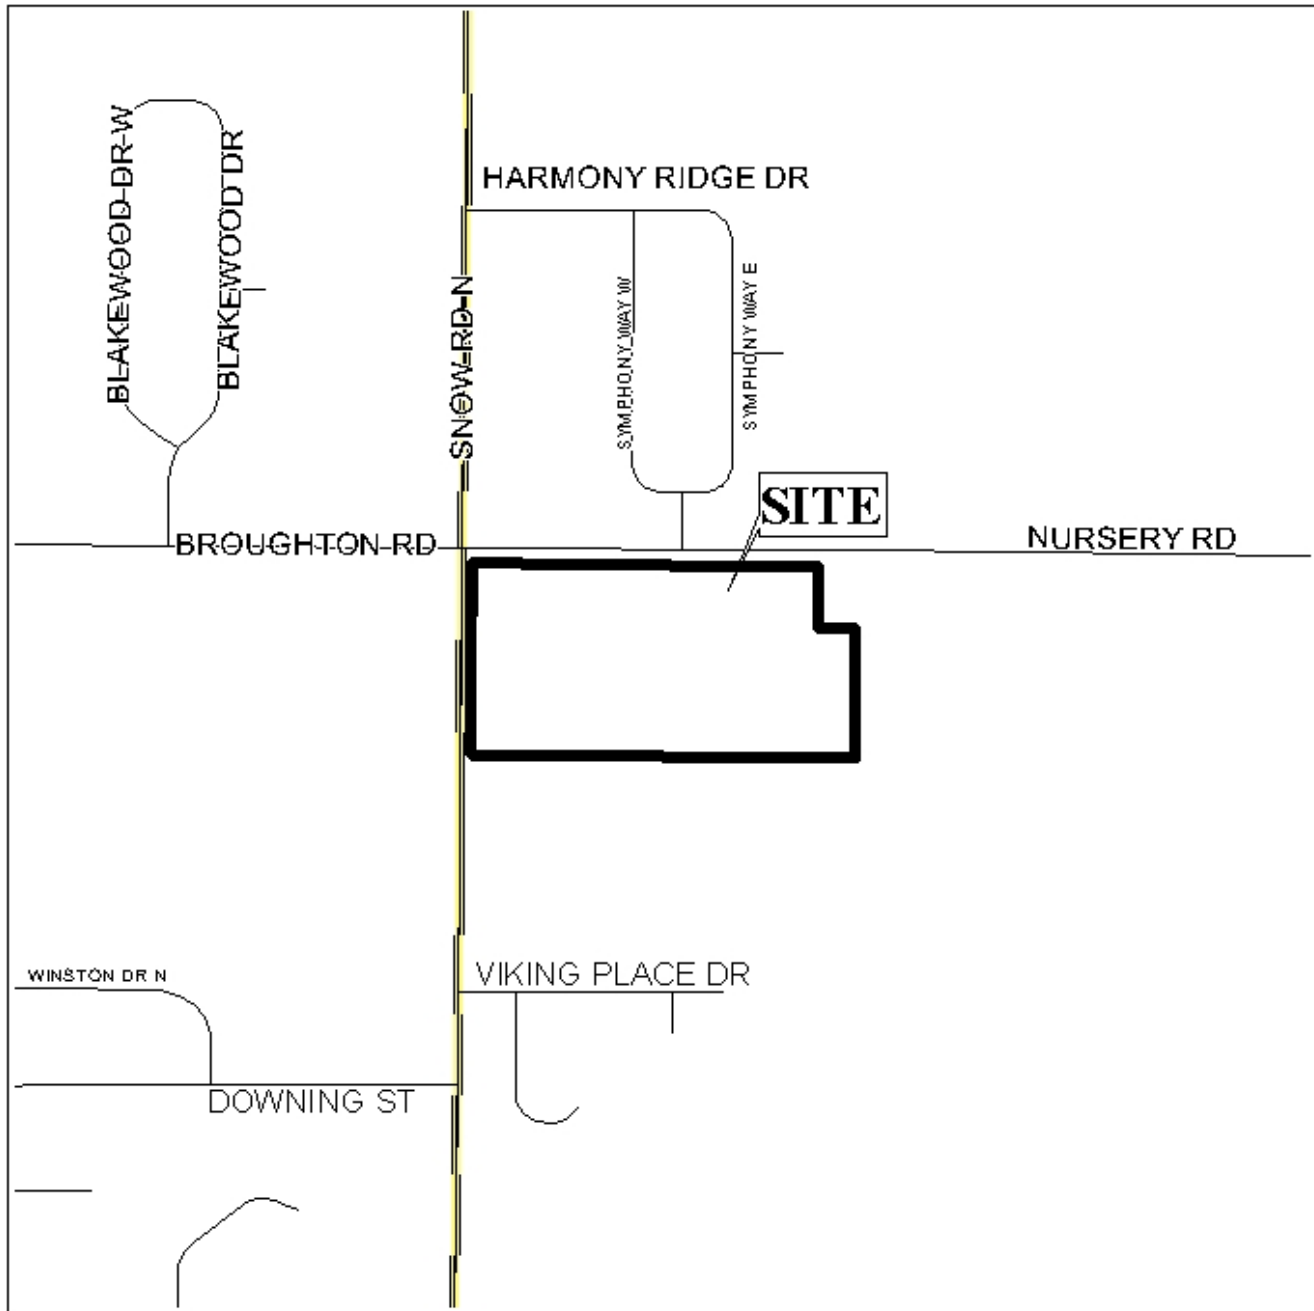 BLAKEWOOD DR W
BLAKEWOOD DR
HARMONY RIDGE DR
SNOW RD N
SYMPHONY WAY W
SYMPHONY WAY E
SITE
BROUGHTON RD
NURSERY RD
WINSTON DR N
VIKING PLACE DR
DOWNING ST